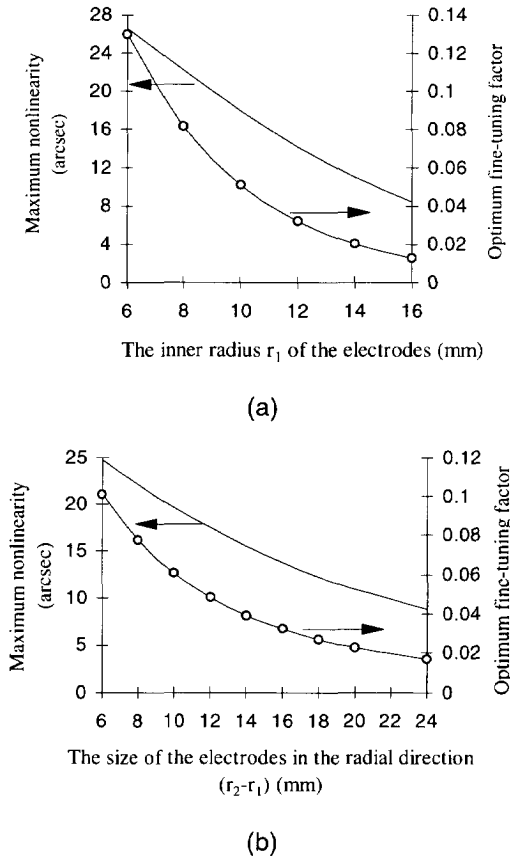 28
24
20
16
12
8
4
0
Maximum nonlinearity
(arcsec)
0.14
0.12
0.1
0.08
0.06
0.04
0.02
0
Optimum fine-tuning factor
6 8 10 12 14 16
The inner radius r₁ of the electrodes (mm)
(a)
25
20
15
10
5
0
Maximum nonlinearity
(arcsec)
0.12
0.1
0.08
0.06
0.04
0.02
0
Optimum fine-tuning factor
6 8 10 12 14 16 18 20 22 24
The size of the electrodes in the radial direction
(r₂-r₁) (mm)
(b)